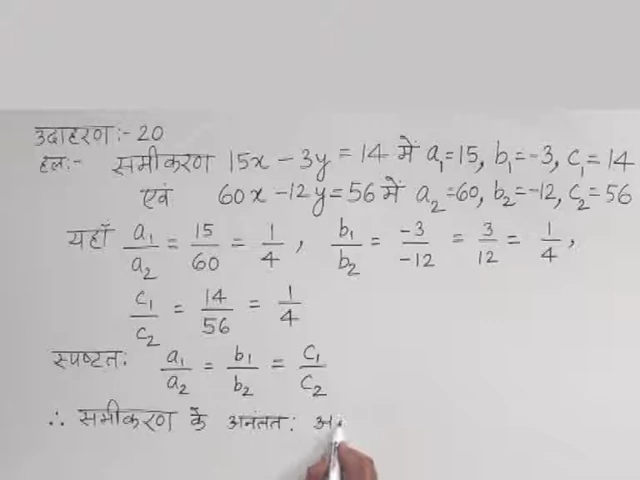 उदाहरण:- 20
हल:- समीकरण 15x - 3y = 14 में a₁=15, b₁=-3, c₁=14
एवं 60x - 12y = 56 में a₂=60, b₂=-12, c₂=56
यहाँ a₁/a₂ = 15/60 = 1/4 , b₁/b₂ = -3/-12 = 3/12 = 1/4 ,
c₁/c₂ = 14/56 = 1/4
स्पष्टत: a₁/a₂ = b₁/b₂ = c₁/c₂
∴ समीकरण के अनंतत: अ